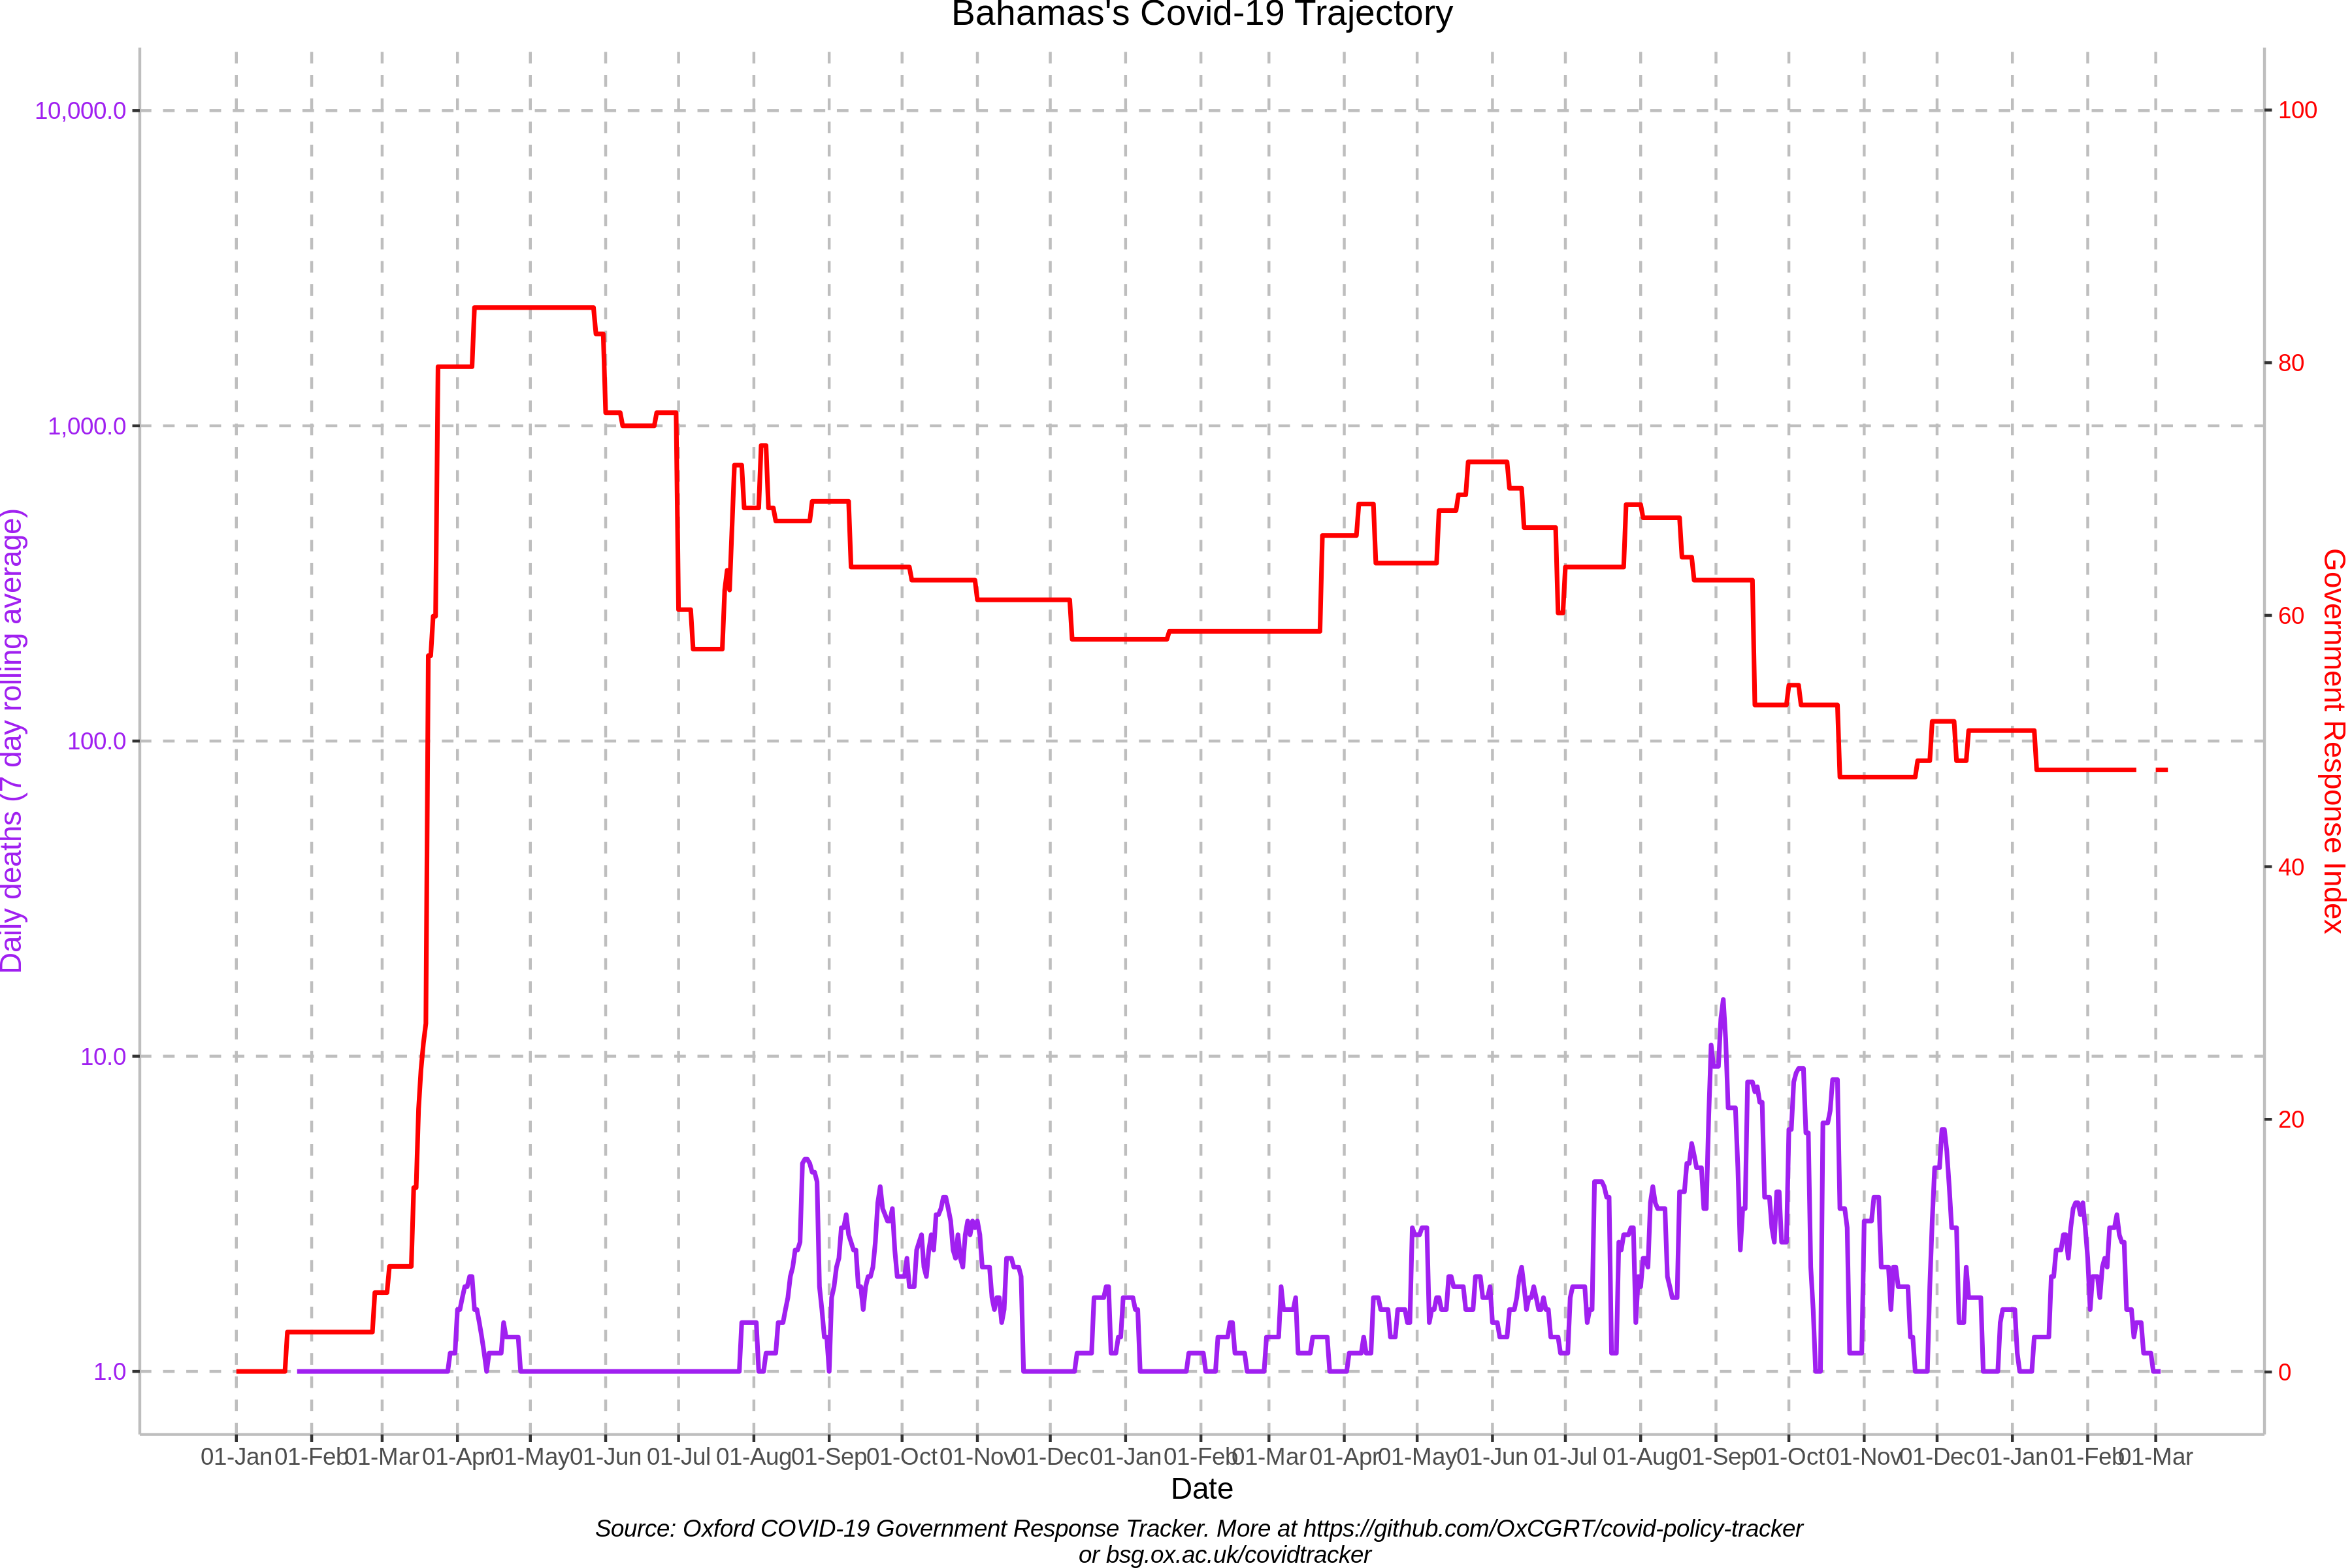 Bahamas's Covid-19 Trajectory
10,000.0
1,000.0
100.0
10.0
1.0
Daily deaths (7 day rolling average)
100
80
60
40
20
0
Government Response Index
01-Jan 01-Feb 01-Mar 01-Apr 01-May 01-Jun 01-Jul 01-Aug 01-Sep 01-Oct 01-Nov 01-Dec 01-Jan 01-Feb 01-Mar 01-Apr 01-May 01-Jun 01-Jul 01-Aug 01-Sep 01-Oct 01-Nov 01-Dec 01-Jan 01-Feb 01-Mar
Date
Source: Oxford COVID-19 Government Response Tracker. More at https://github.com/OxCGRT/covid-policy-tracker
or bsg.ox.ac.uk/covidtracker